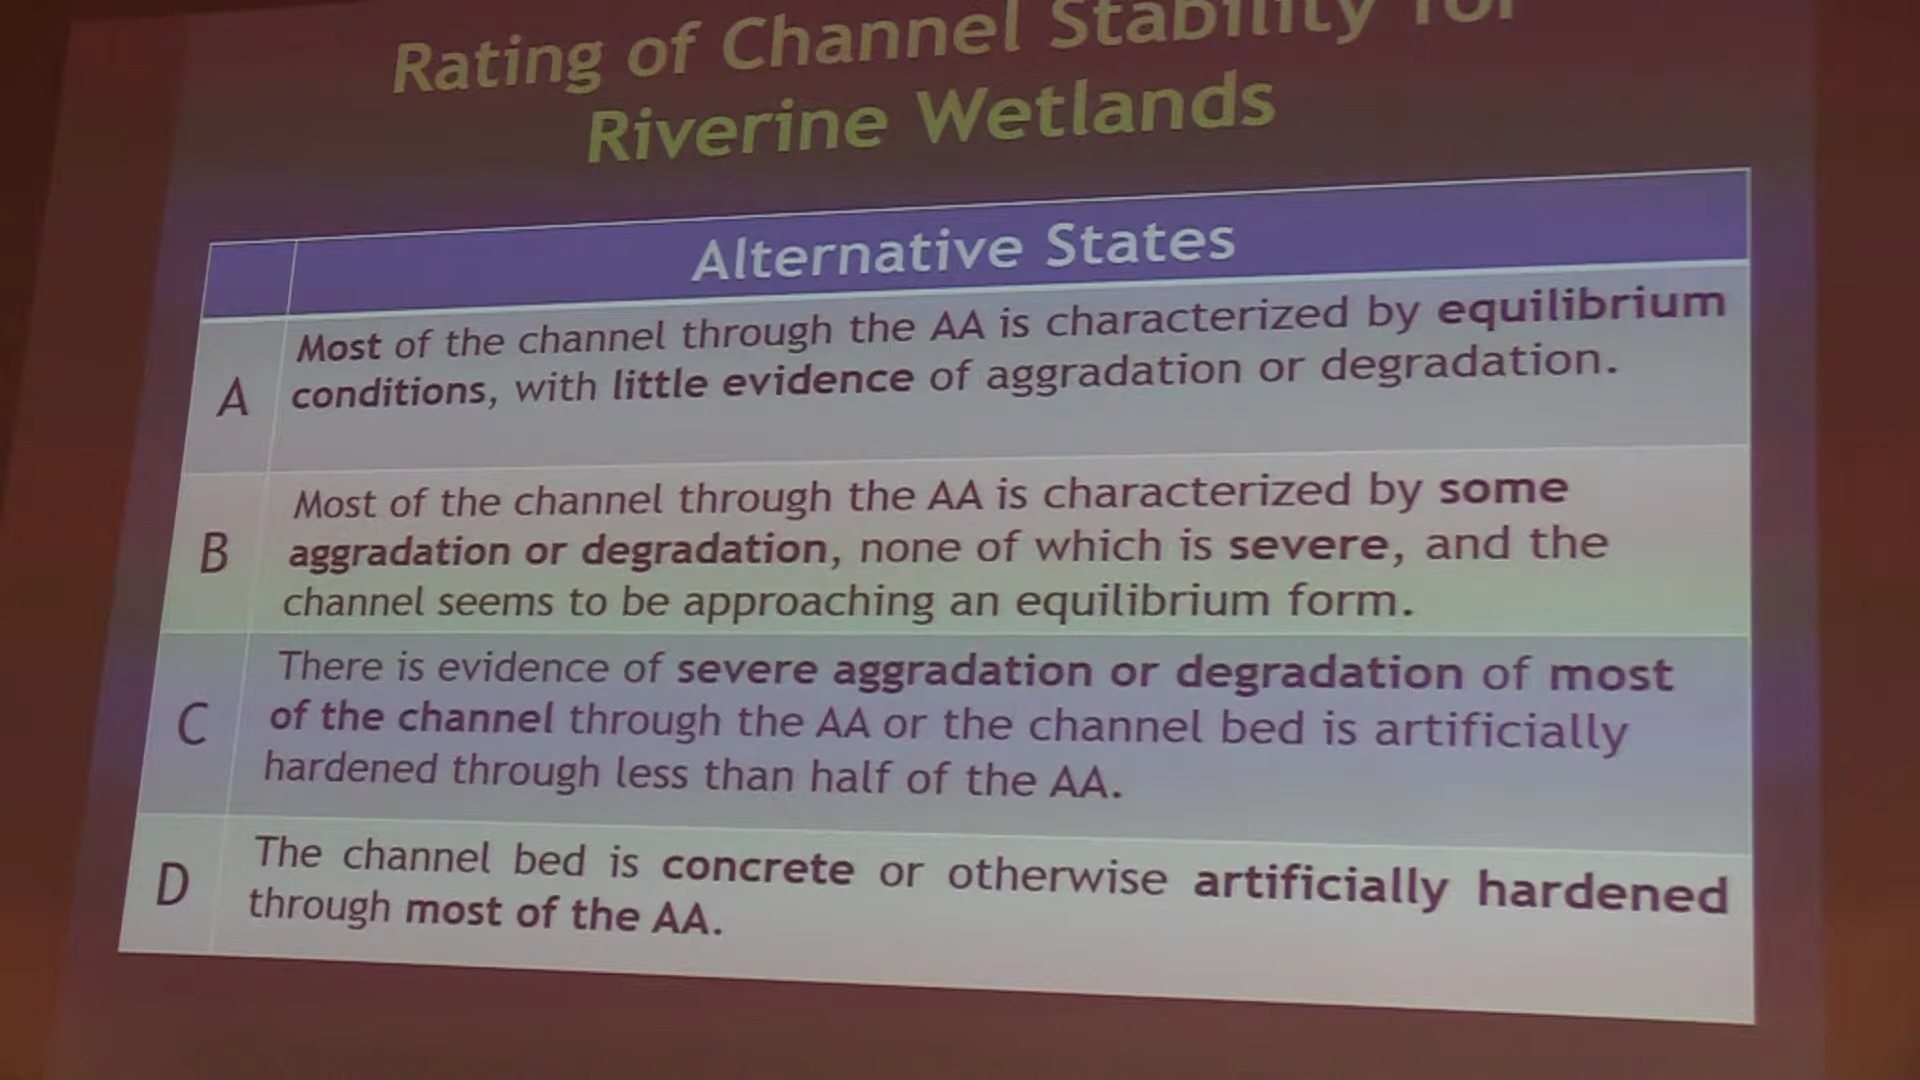 Rating of Channel Stability for
Riverine Wetlands
Alternative States
A
Most of the channel through the AA is characterized by equilibrium
conditions, with little evidence of aggradation or degradation.
B
Most of the channel through the AA is characterized by some
aggradation or degradation, none of which is severe, and the
channel seems to be approaching an equilibrium form.
C
There is evidence of severe aggradation or degradation of most
of the channel through the AA or the channel bed is artificially
hardened through less than half of the AA.
D
The channel bed is concrete or otherwise artificially hardened
through most of the AA.